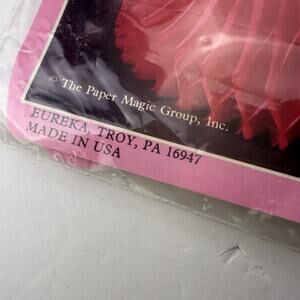 © The Paper Magic Group, Inc.
EUREKA, TROY, PA 16947
MADE IN USA